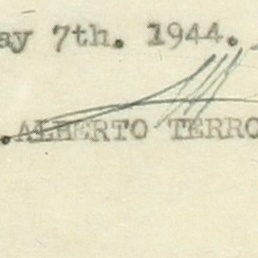 ay 7th. 1944.
.ALBERTO TERRO